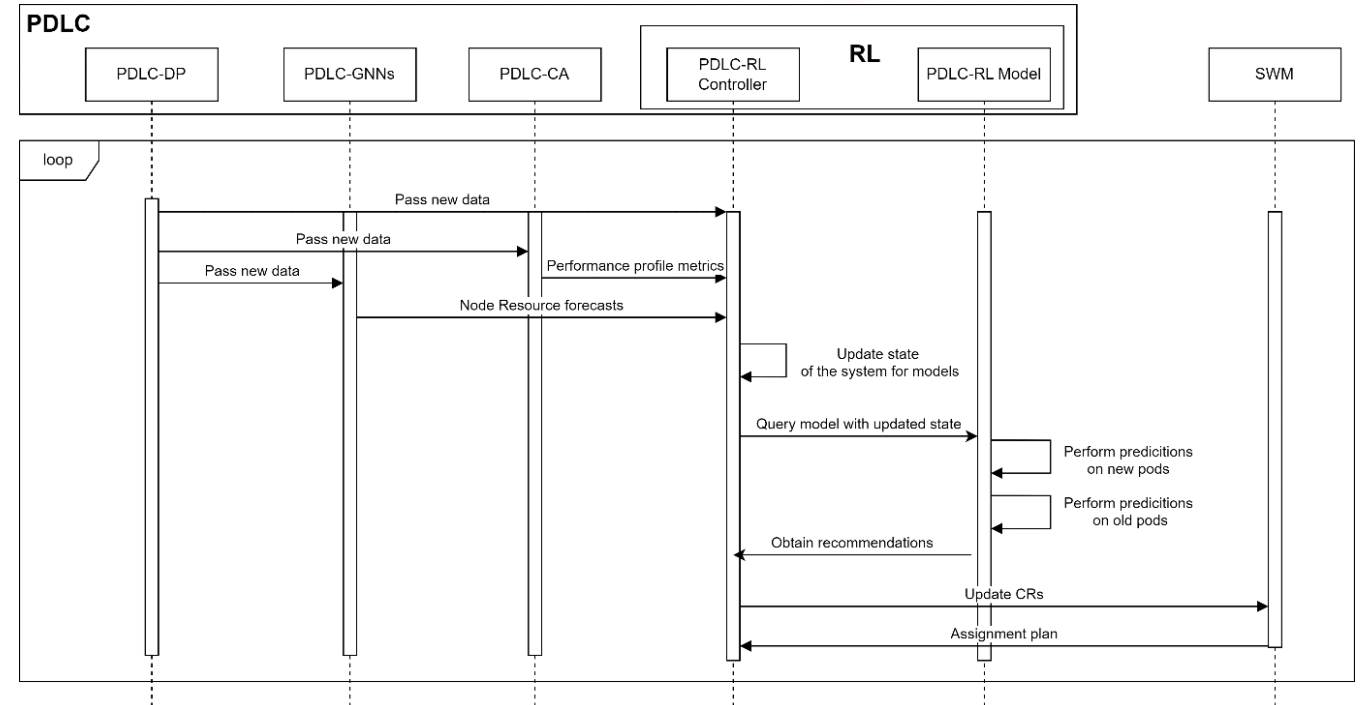 PDLC
RL
PDLC-DP
PDLC-GNNs
PDLC-CA
PDLC-RL
Controller
PDLC-RL Model
SWM
loop
Pass new data
Pass new data
Performance profile metrics
Pass new data
Node Resource forecasts
Update state
of the system for models
Query model with updated state
Perform predicitions
on new pods
Perform predicitions
on old pods
Obtain recommendations
Update CRs
Assignment plan